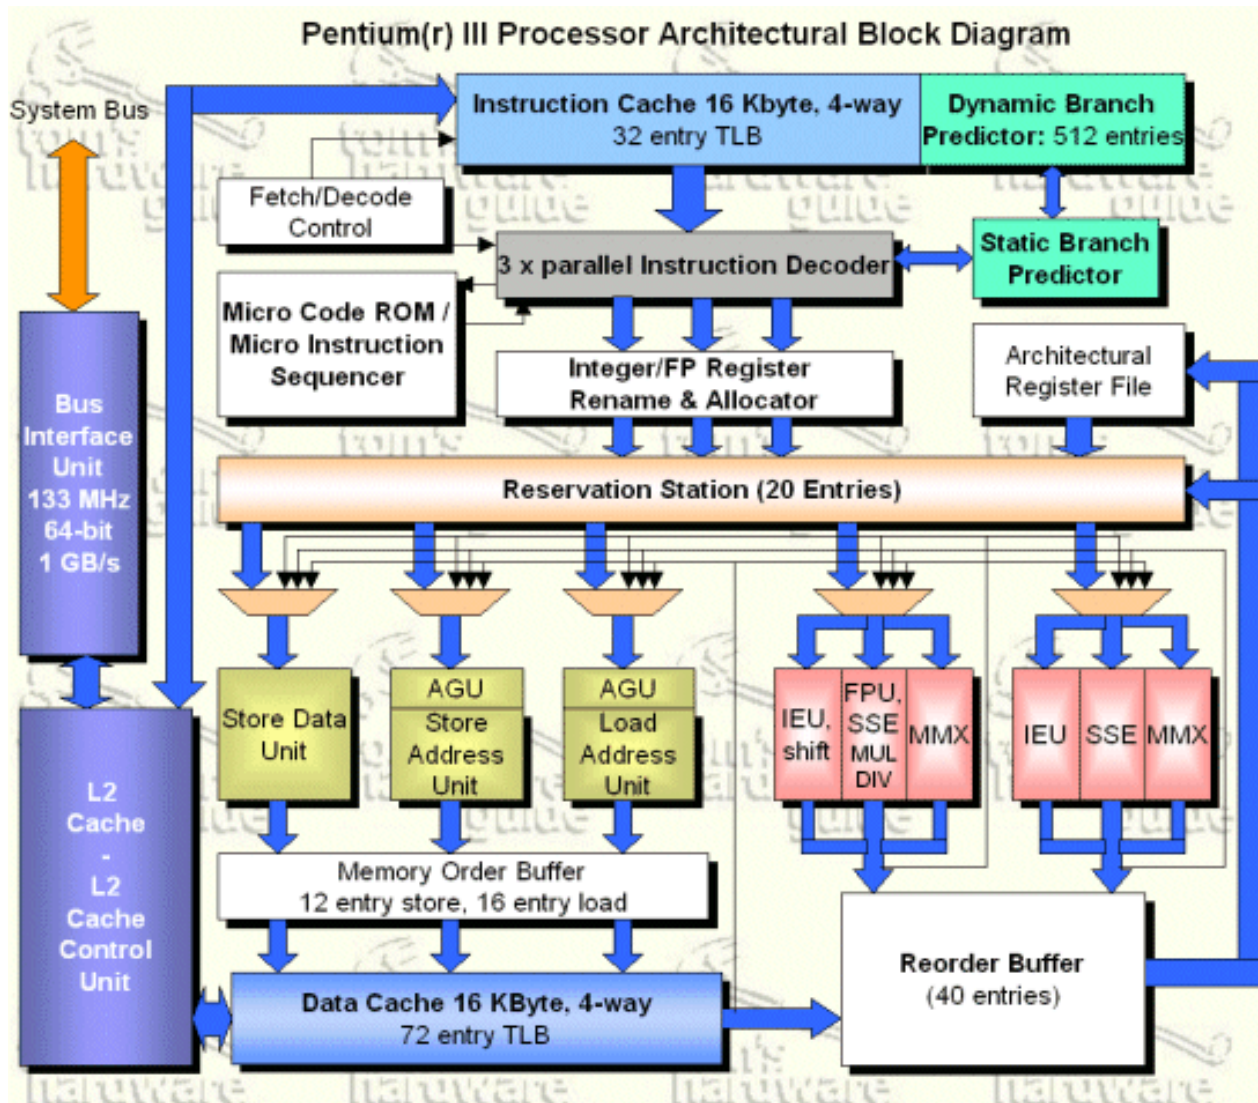 Pentium(r) III Processor Architectural Block Diagram
System Bus
Instruction Cache 16 Kbyte, 4-way
32 entry TLB
Dynamic Branch
Predictor: 512 entries
Fetch/Decode
Control
3 x parallel Instruction Decoder
Static Branch
Predictor
Micro Code ROM /
Micro Instruction
Sequencer
Integer/FP Register
Rename & Allocator
Architectural
Register File
Bus
Interface
Unit
133 MHz
64-bit
1 GB/s
Reservation Station (20 Entries)
Store Data
Unit
AGU
Store
Address
Unit
AGU
Load
Address
Unit
IEU,
shift
FPU,
SSE
MUL
DIV
MMX
IEU
SSE
MMX
L2
Cache
-
L2
Cache
Control
Unit
Memory Order Buffer
12 entry store, 16 entry load
Data Cache 16 KByte, 4-way
72 entry TLB
Reorder Buffer
(40 entries)
tom's
hardware
guide